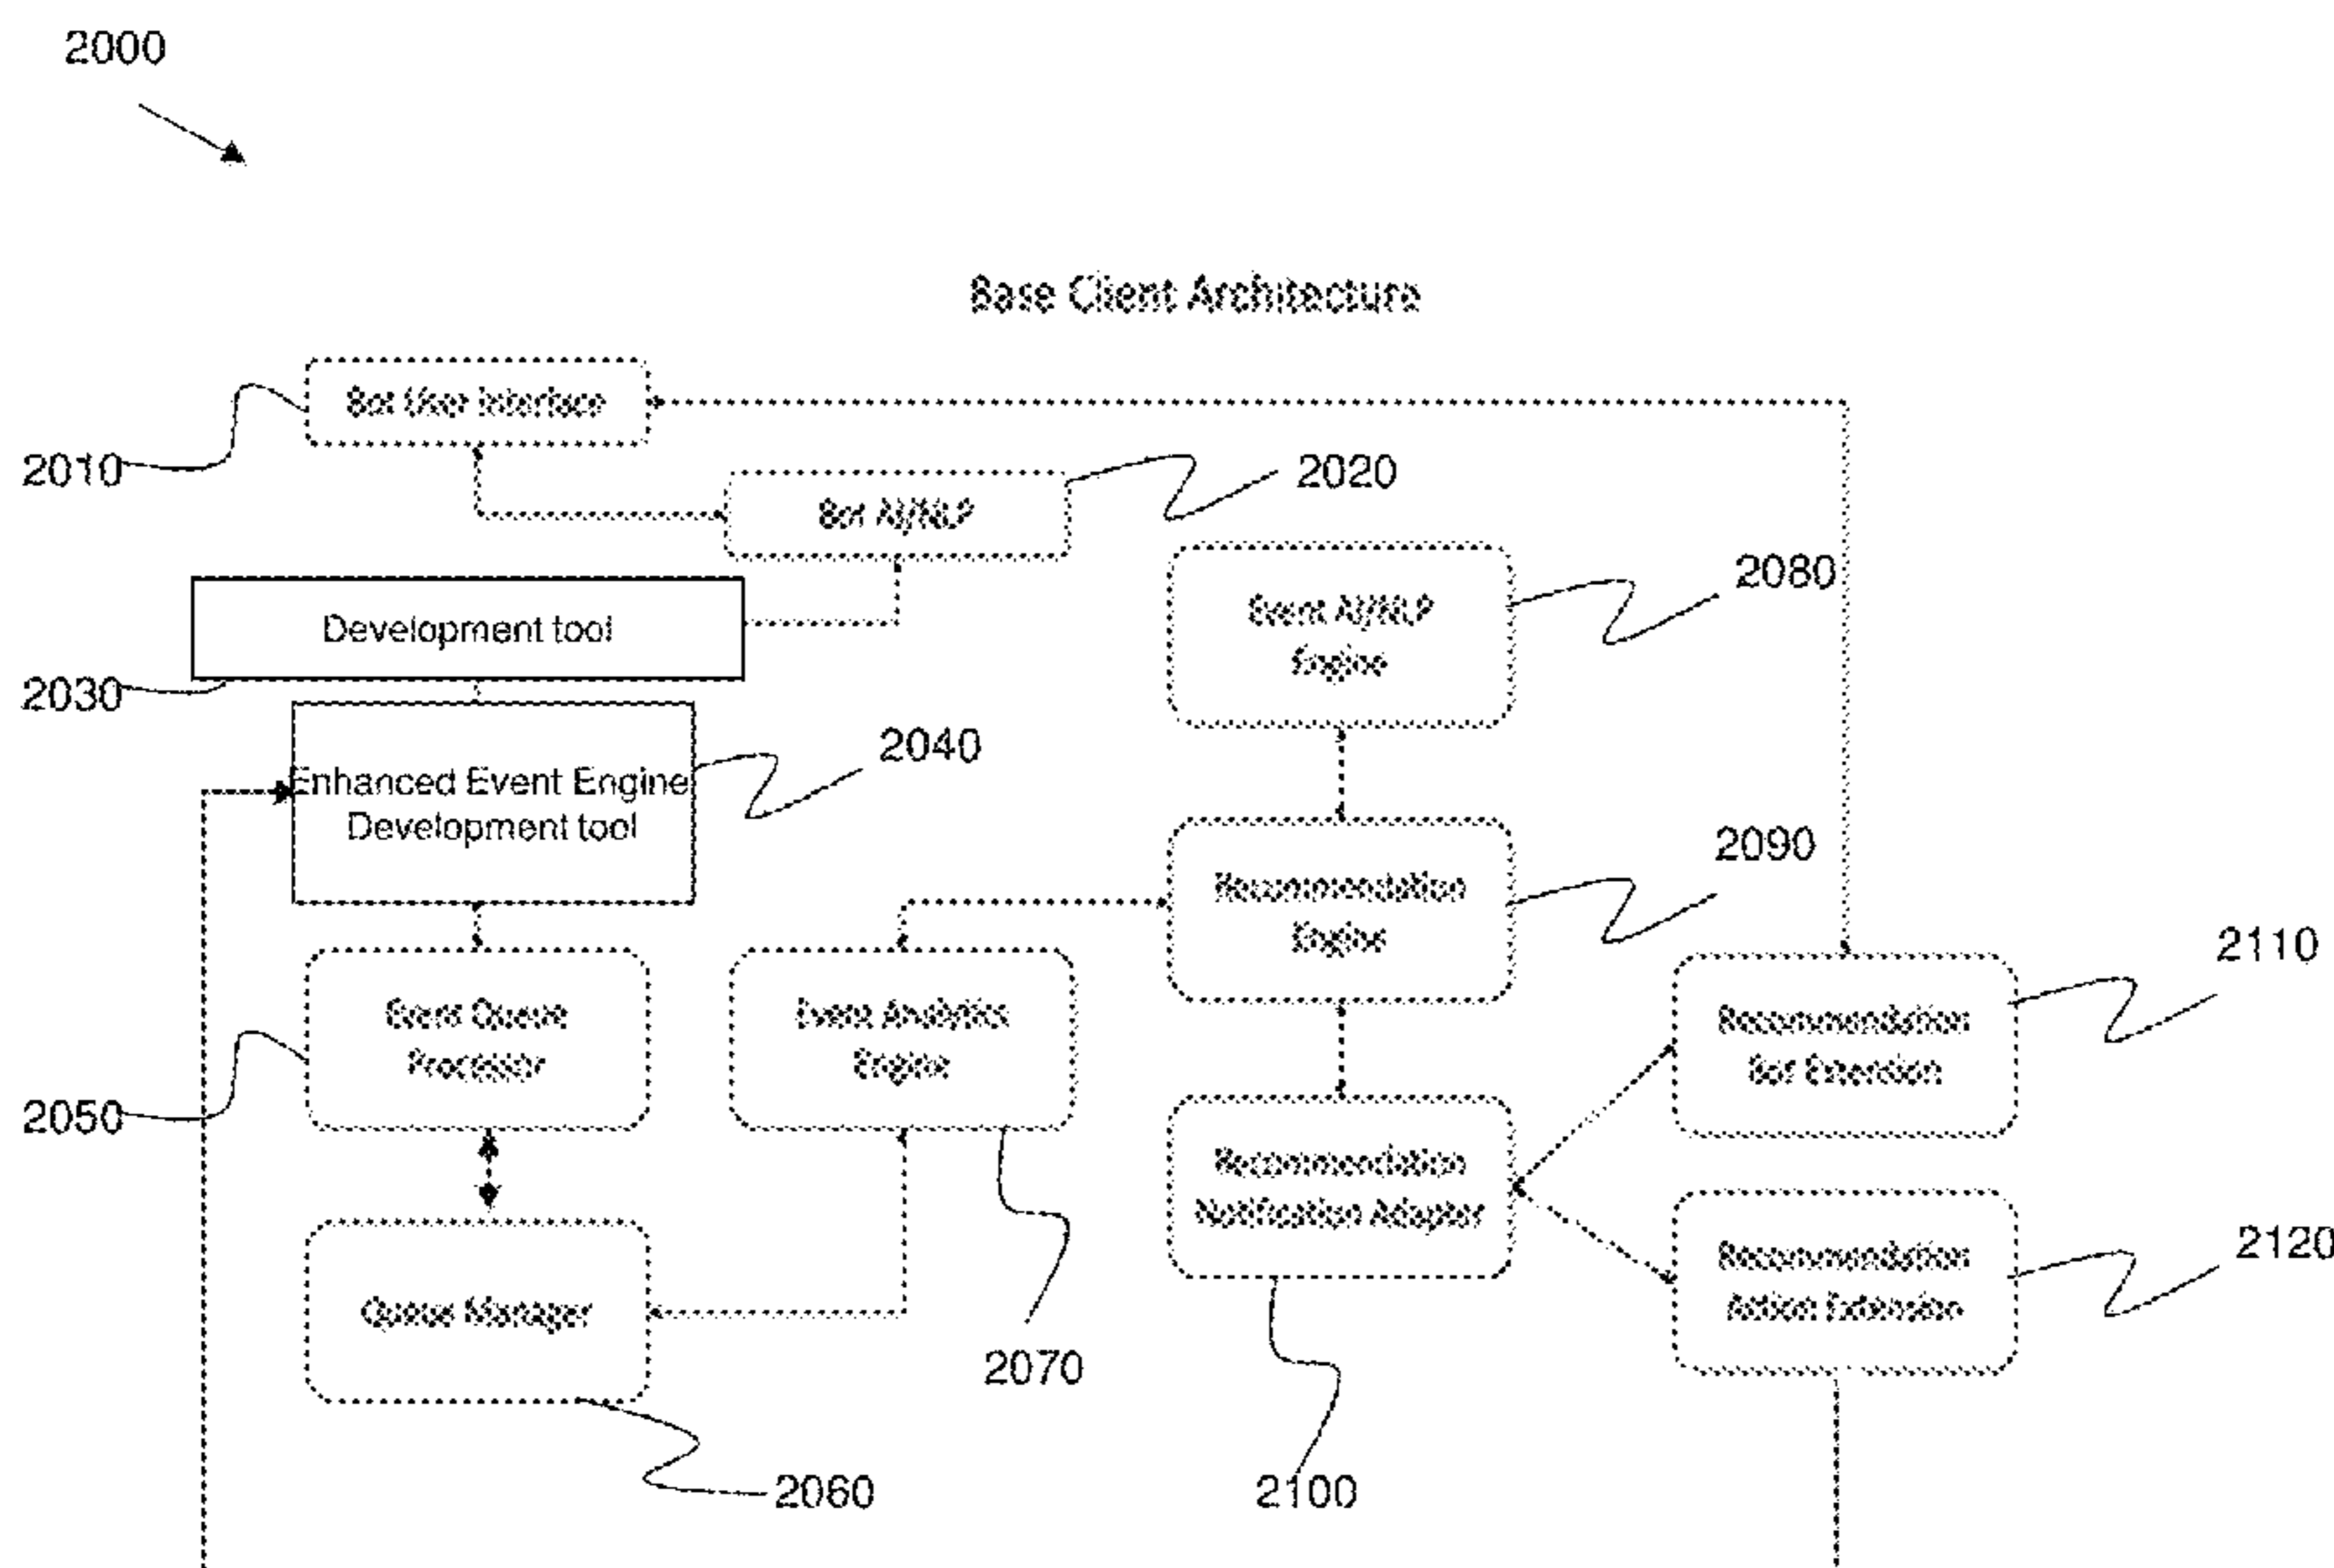 2000
Base Client Architecture
Bot User Interface
2010
2020
Bot AI/NLP
2080
Event AI/NLP
Engine
Development tool
2030
2040
Enhanced Event Engine
Development tool
2090
Recommendation
Engine
2110
Event Queue
Processor
Event Analytics
Engine
Recommendation
Bot Extension
2050
Recommendation
Notification Adapter
2120
Recommendation
Action Extension
Queue Manager
2070
2060
2100